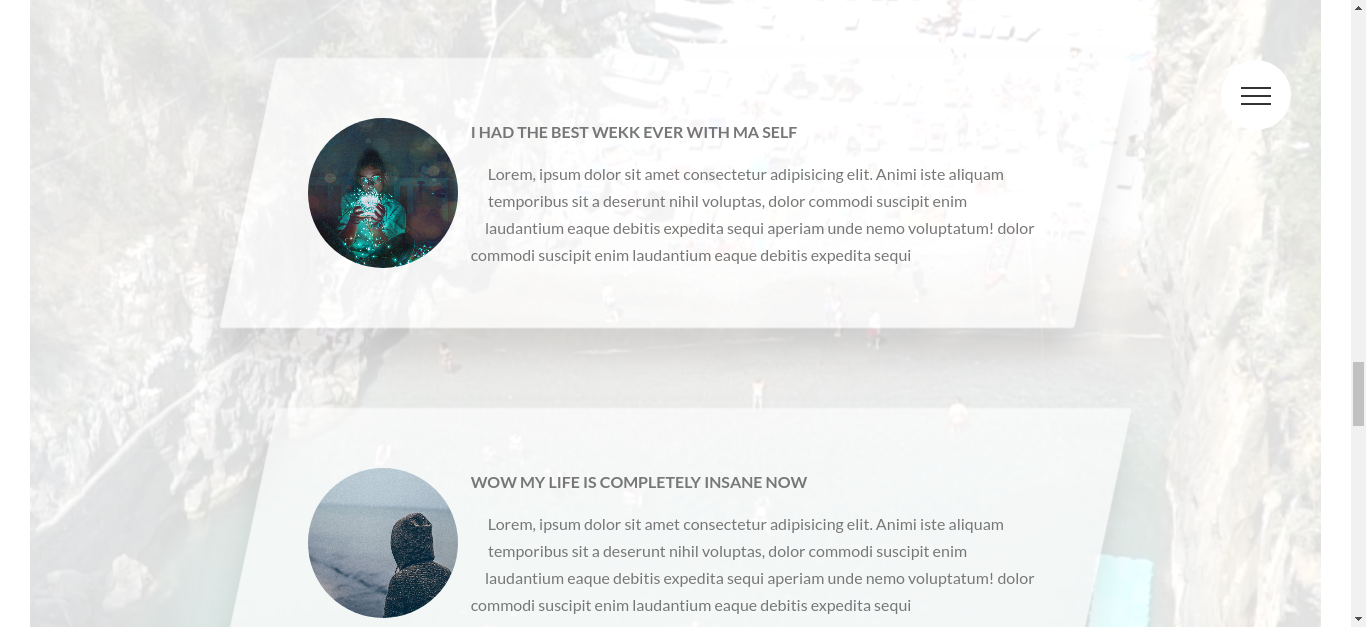 I HAD THE BEST WEKK EVER WITH MA SELF
Lorem, ipsum dolor sit amet consectetur adipisicing elit. Animi iste aliquam
temporibus sit a deserunt nihil voluptas, dolor commodi suscipit enim
laudantium eaque debitis expedita sequi aperiam unde nemo voluptatum! dolor
commodi suscipit enim laudantium eaque debitis expedita sequi
WOW MY LIFE IS COMPLETELY INSANE NOW
Lorem, ipsum dolor sit amet consectetur adipisicing elit. Animi iste aliquam
temporibus sit a deserunt nihil voluptas, dolor commodi suscipit enim
laudantium eaque debitis expedita sequi aperiam unde nemo voluptatum! dolor
commodi suscipit enim laudantium eaque debitis expedita sequi